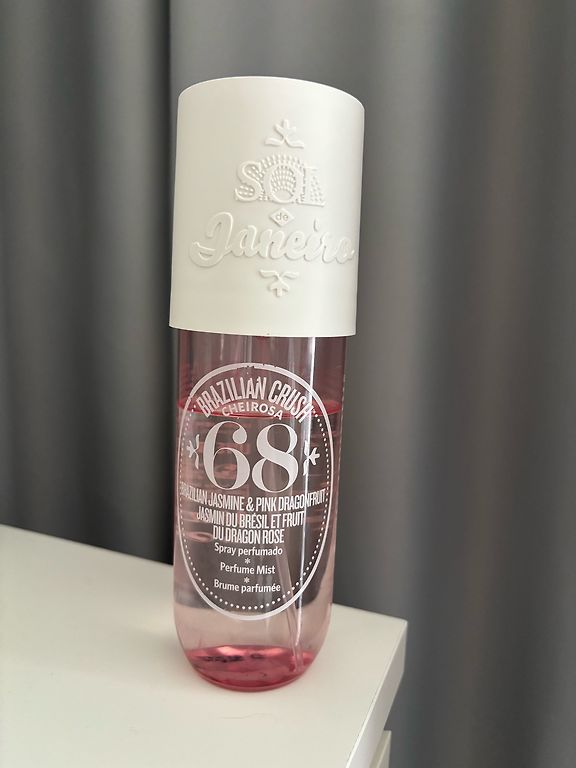 SOL
de
Janeiro
BRAZILIAN CRUSH
CHEIROSA
68
BRAZILIAN JASMINE & PINK DRAGONFRUIT
JASMIN DU BRÉSIL ET FRUIT
DU DRAGON ROSE
Spray perfumado
*
Perfume Mist
*
Brume parfumée